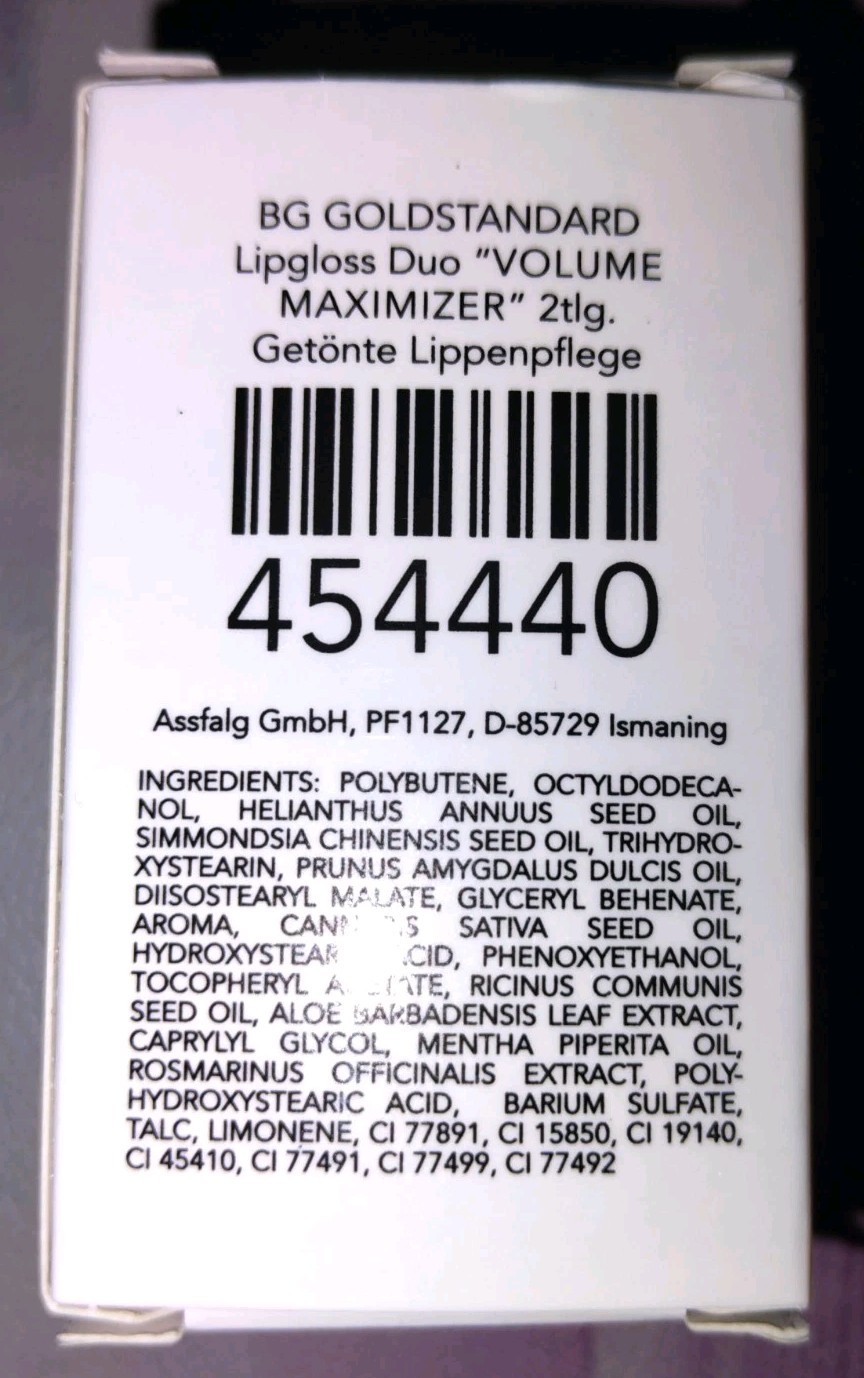 BG GOLDSTANDARD
Lipgloss Duo "VOLUME
MAXIMIZER" 2tlg.
Getönte Lippenpflege
454440
Assfalg GmbH, PF1127, D-85729 Ismaning
INGREDIENTS: POLYBUTENE, OCTYLDODECA-
NOL, HELIANTHUS ANNUUS SEED OIL,
SIMMONDSIA CHINENSIS SEED OIL, TRIHYDRO-
XYSTEARIN, PRUNUS AMYGDALUS DULCIS OIL,
DIISOSTEARYL MALATE, GLYCERYL BEHENATE,
AROMA, SATIVA SEED OIL,
PHENOXYETHANOL,
TOCOPHERYL RICINUS COMMUNIS
SEED OIL, ALOE BARBADENSIS LEAF EXTRACT,
CAPRYLYL GLYCOL, MENTHA PIPERITA OIL,
ROSMARINUS OFFICINALIS EXTRACT, POLY-
HYDROXYSTEARIC ACID, BARIUM SULFATE,
TALC, LIMONENE, CI 77891, CI 15850, CI 19140,
CI 45410, CI 77491, CI 77499, CI 77492